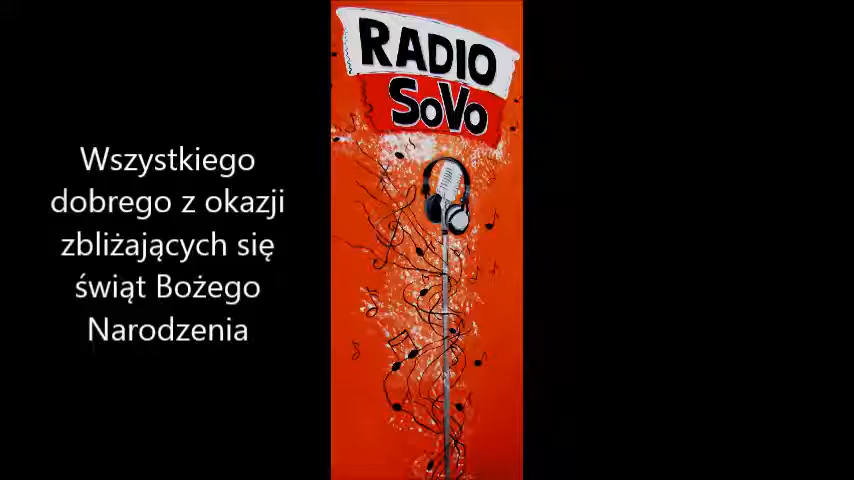 RADIO
SoVo
Wszystkiego
dobrego z okazji
zbliżających się
świąt Bożego
Narodzenia